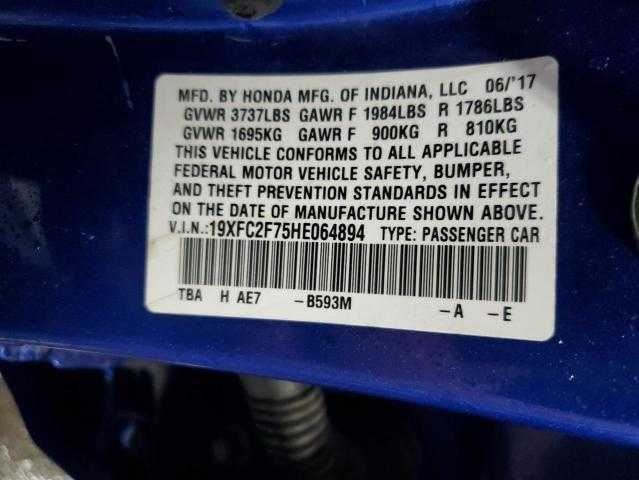 MFD. BY HONDA MFG. OF INDIANA, LLC 06/'17
GVWR 3737LBS GAWR F 1984LBS R 1786LBS
GVWR 1695KG GAWR F 900KG R 810KG
THIS VEHICLE CONFORMS TO ALL APPLICABLE
FEDERAL MOTOR VEHICLE SAFETY, BUMPER,
AND THEFT PREVENTION STANDARDS IN EFFECT
ON THE DATE OF MANUFACTURE SHOWN ABOVE.
V.I.N.:19XFC2F75HE064894 TYPE: PASSENGER CAR
TBA H AE7 -B593M -A -E